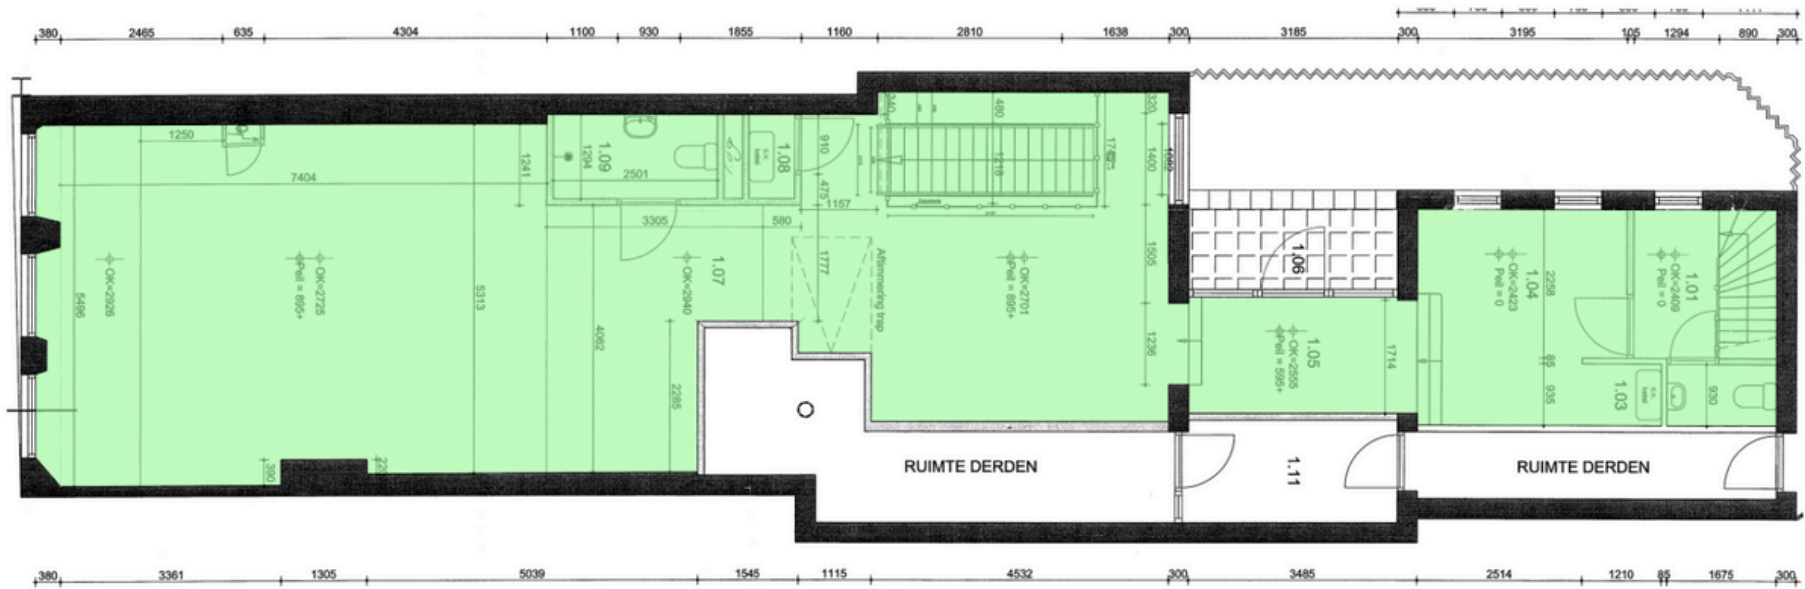 380 2465 635 4304 1100 930 1855 1160 2810 1638 300 3185 300 3195 105 1294 890 300
1250
7404
1241
1294
1.09
2501
1.08
910
475
1157
3305
580
340
480
1218
320
1400
1505
1236
1777
Aftimmering trap
1.07
OK=2926
OK=2725
Peil = 895+
OK=2940
OK=2701
Peil = 895+
5496
5313
4062
2285
390
1.06
1.05
OK=2555
Peil = 595+
1714
1.04
OK=2423
Peil = 0
2258
85
935
1.01
OK=2409
Peil = 0
1.03
930
RUIMTE DERDEN
1.11
RUIMTE DERDEN
380 3361 1305 5039 1545 1115 4532 300 3485 2514 1210 85 1675 300